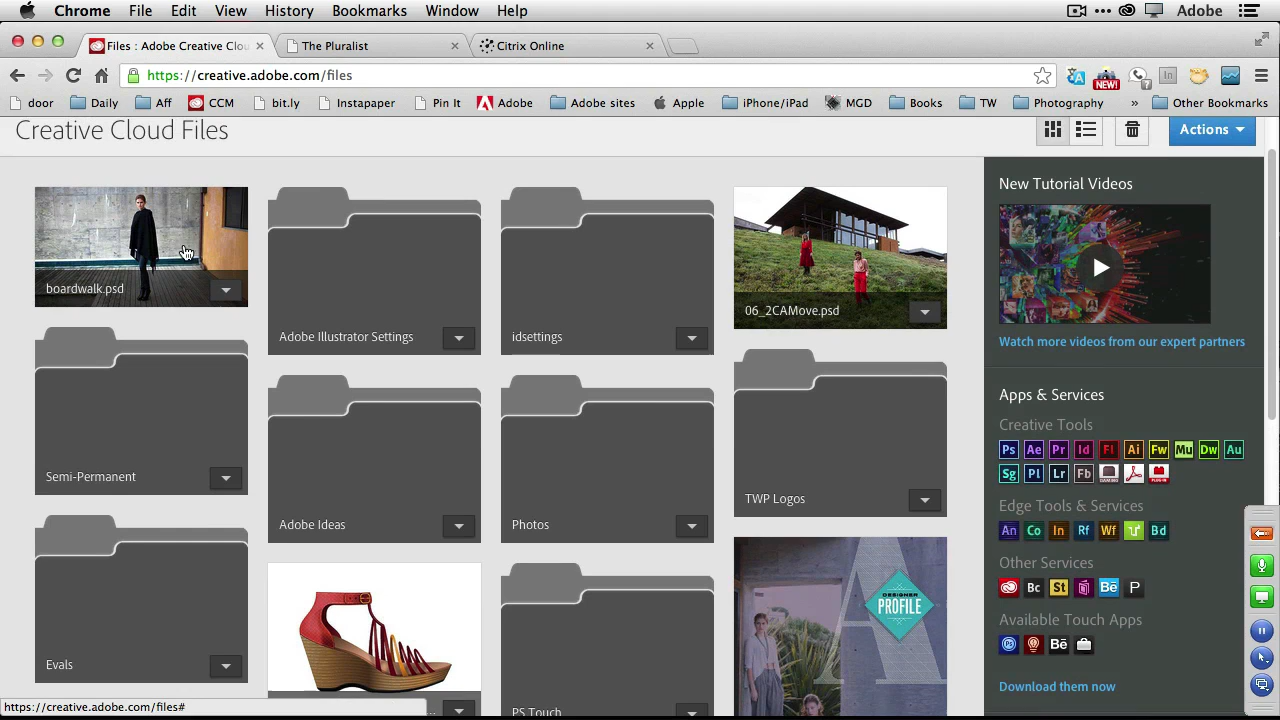 Chrome File Edit View History Bookmarks Window Help Adobe
Files : Adobe Creative Clou The Pluralist Citrix Online
https://creative.adobe.com/files
NEW!
door Daily Aff CCM bit.ly Instapaper Pin It Adobe Adobe sites Apple iPhone/iPad MGD Books TW Photography » Other Bookmarks
Creative Cloud Files
Actions
boardwalk.psd
Adobe Illustrator Settings
idsettings
06_2CAMove.psd
Semi-Permanent
Adobe Ideas
Photos
TWP Logos
Evals
PS Touch
DESIGNER
PROFILE
New Tutorial Videos
Watch more videos from our expert partners
Apps & Services
Creative Tools
Ps Ae Pr Id Fl Ai Fw Mu Dw Au
Sg Pl Lr Fb
Edge Tools & Services
An Co In Rf Wf Bd
Other Services
Bc St Bē P
Available Touch Apps
Bē
Download them now
https://creative.adobe.com/files#